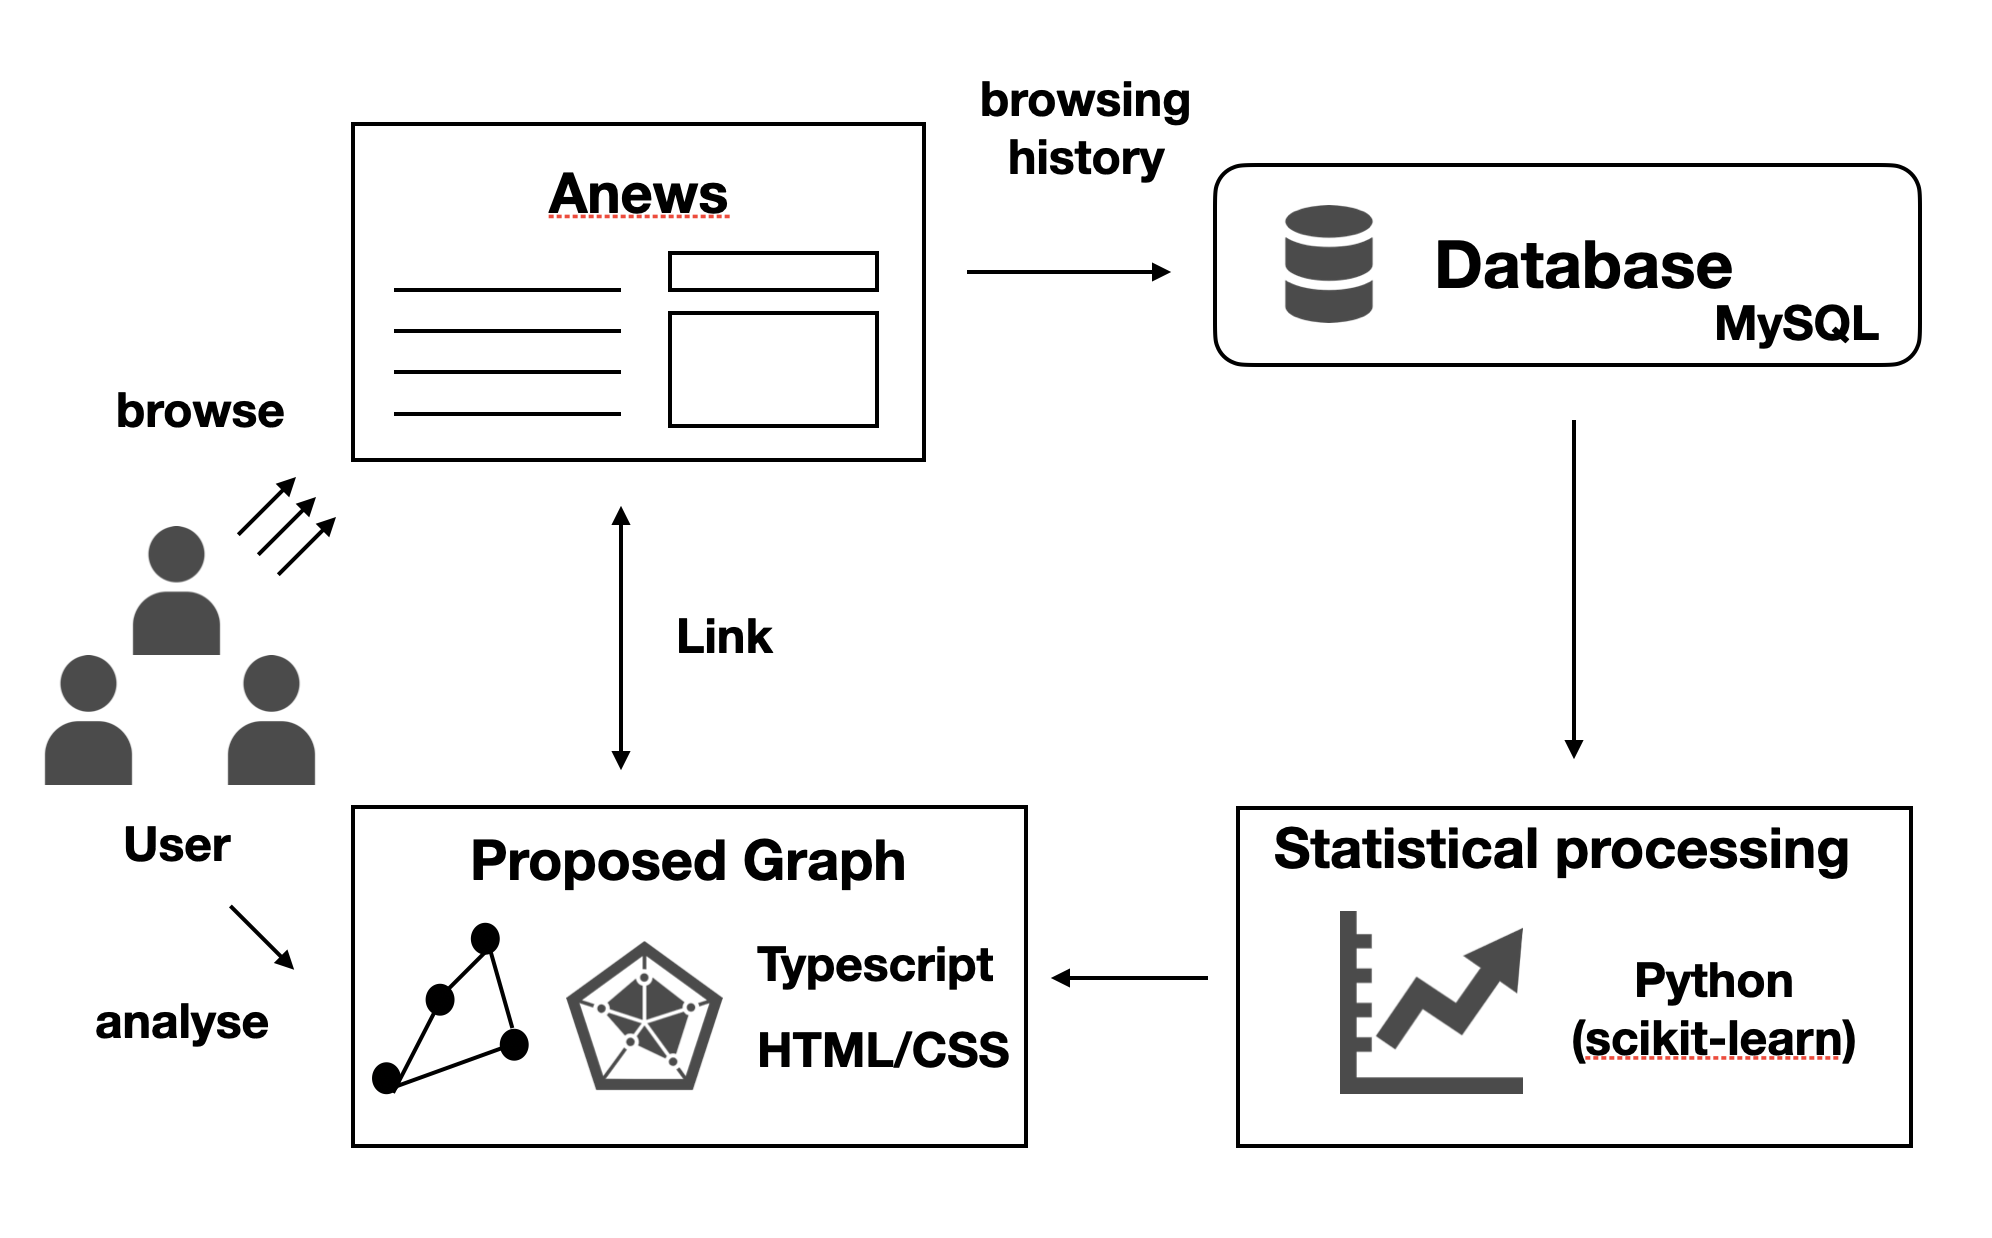 browsing
history
Anews
Database
MySQL
browse
Link
User
analyse
Proposed Graph
Typescript
HTML/CSS
Statistical processing
Python
(scikit-learn)